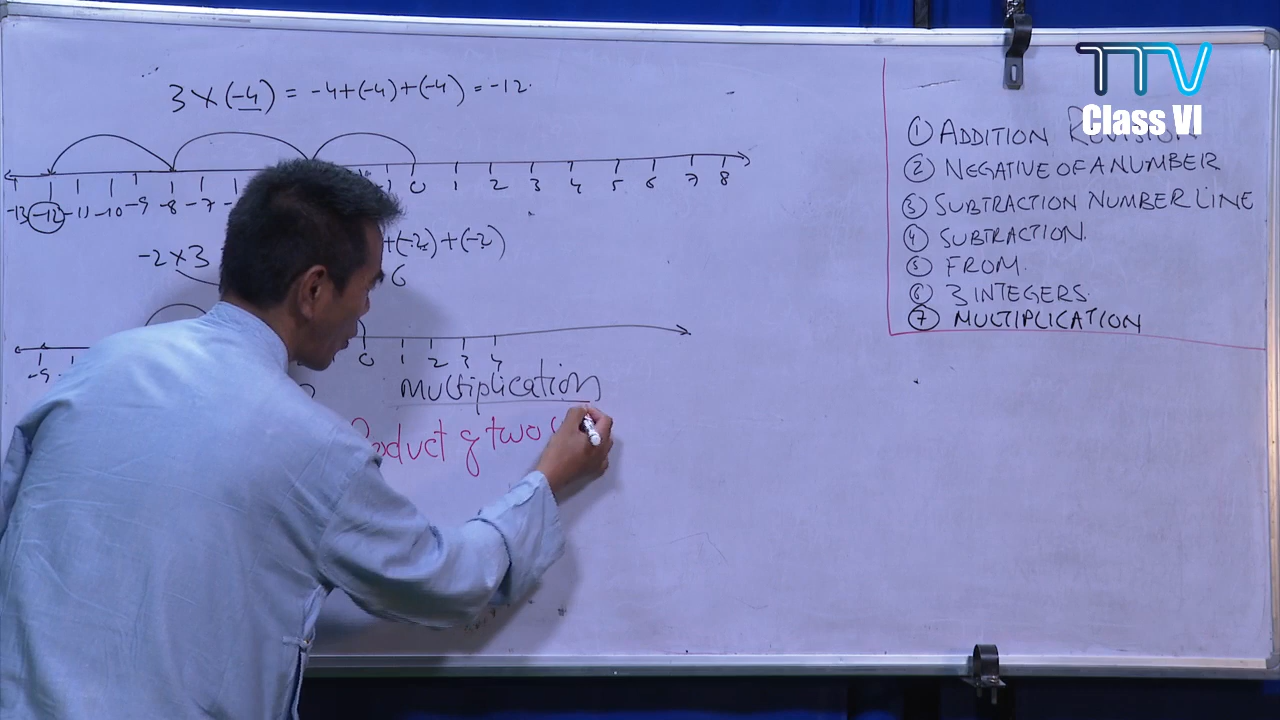 TTV
Class VI
3 × (-4) = -4+(-4)+(-4) = -12
0 1 2 3 4 5 6 7 8
-13 -12 -11 -10 -9 -8 -7
-2×3 +(-2)+(-2)
6
0 1 2 3 4
-9
multiplication
Product of two
① ADDITION REVISION
② NEGATIVE OF A NUMBER
③ SUBTRACTION NUMBER LINE
④ SUBTRACTION.
⑤ FROM.
⑥ 3 INTEGERS.
⑦ MULTIPLICATION